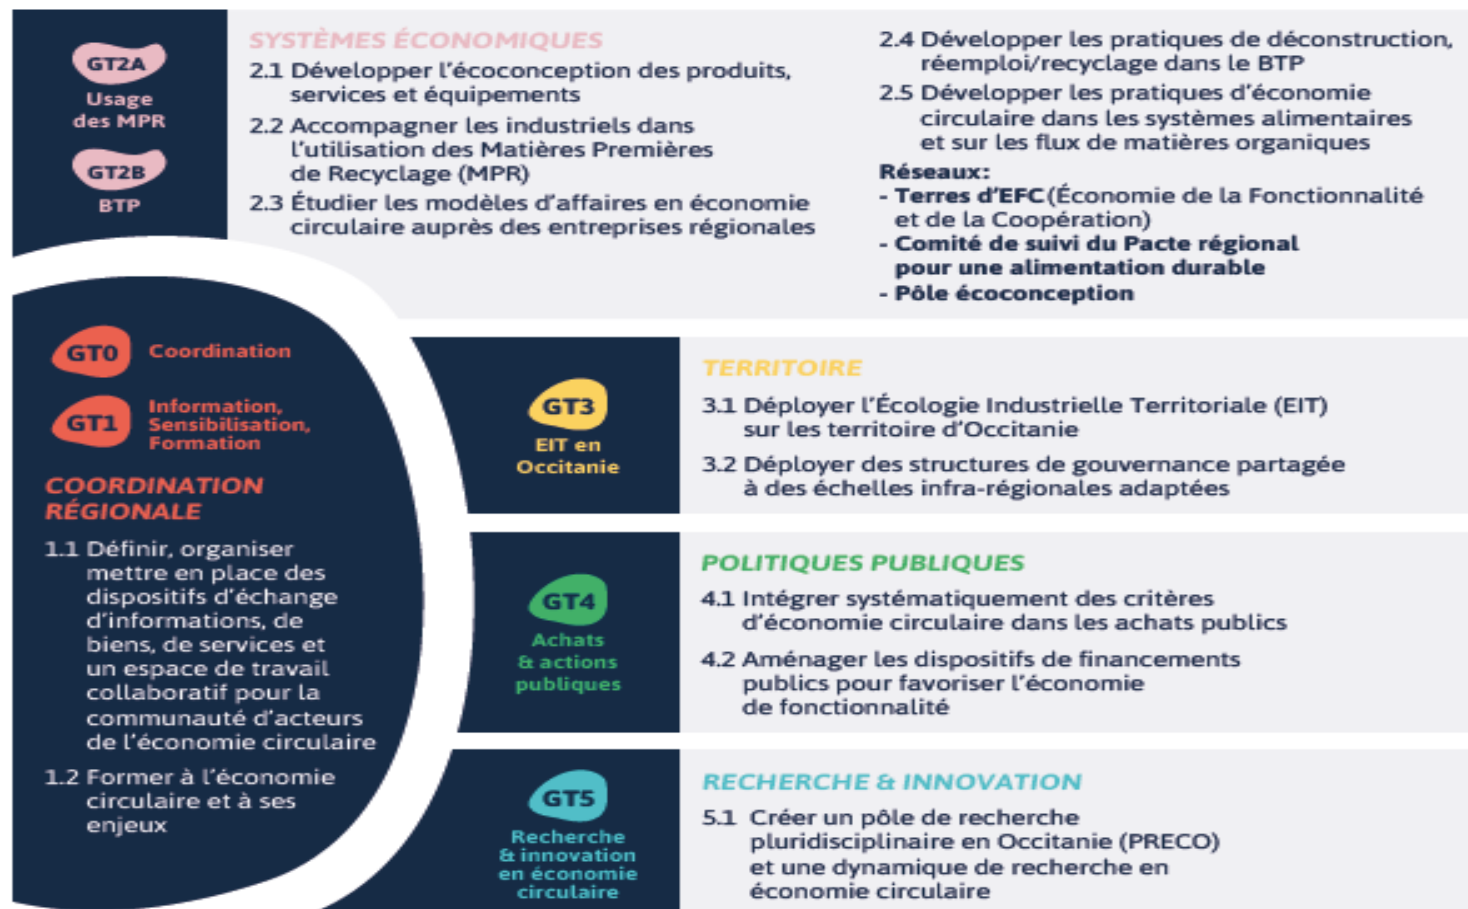 GT2A
Usage
des MPR
GT2B
BTP
SYSTÈMES ÉCONOMIQUES
2.1 Développer l'écoconception des produits,
services et équipements
2.2 Accompagner les industriels dans
l'utilisation des Matières Premières
de Recyclage (MPR)
2.3 Étudier les modèles d'affaires en économie
circulaire auprès des entreprises régionales
2.4 Développer les pratiques de déconstruction,
réemploi/recyclage dans le BTP
2.5 Développer les pratiques d'économie
circulaire dans les systèmes alimentaires
et sur les flux de matières organiques
Réseaux:
- Terres d'EFC (Économie de la Fonctionnalité
et de la Coopération)
- Comité de suivi du Pacte régional
pour une alimentation durable
- Pôle écoconception
GT0
Coordination
GT1
Information,
Sensibilisation,
Formation
COORDINATION
RÉGIONALE
1.1 Définir, organiser
mettre en place des
dispositifs d'échange
d'informations, de
biens, de services et
un espace de travail
collaboratif pour la
communauté d'acteurs
de l'économie circulaire
1.2 Former à l'économie
circulaire et à ses
enjeux
GT3
EIT en
Occitanie
TERRITOIRE
3.1 Déployer l'Écologie Industrielle Territoriale (EIT)
sur les territoire d'Occitanie
3.2 Déployer des structures de gouvernance partagée
à des échelles infra-régionales adaptées
GT4
Achats
& actions
publiques
POLITIQUES PUBLIQUES
4.1 Intégrer systématiquement des critères
d'économie circulaire dans les achats publics
4.2 Aménager les dispositifs de financements
publics pour favoriser l'économie
de fonctionnalité
GT5
Recherche
& innovation
en économie
circulaire
RECHERCHE & INNOVATION
5.1 Créer un pôle de recherche
pluridisciplinaire en Occitanie (PRECO)
et une dynamique de recherche en
économie circulaire